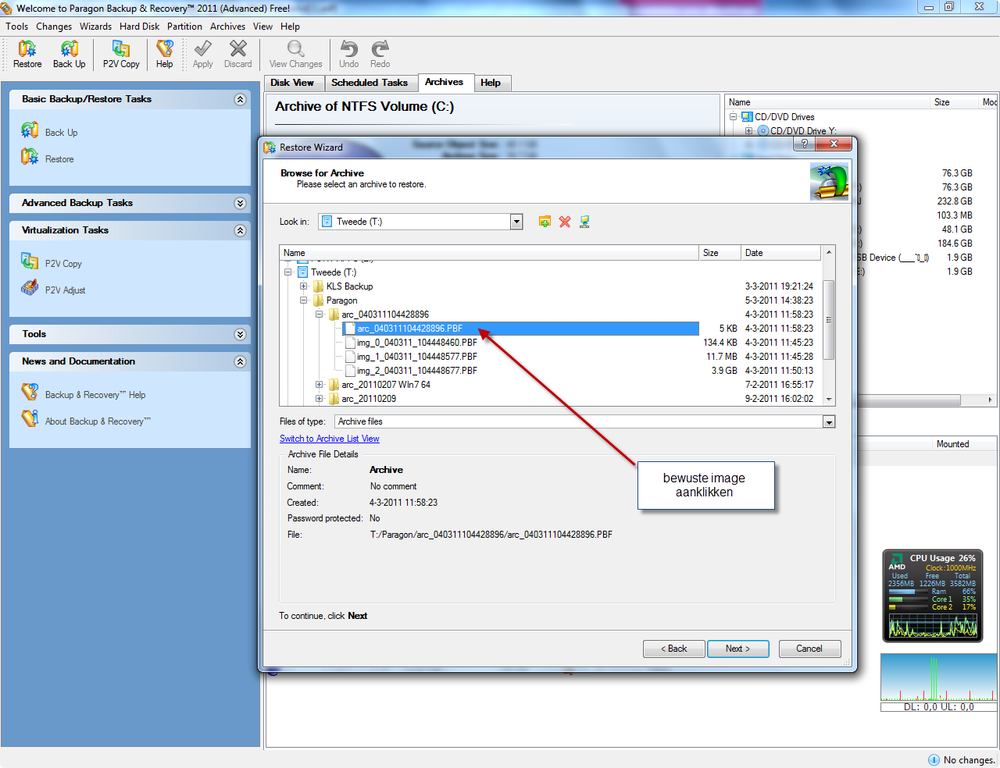 Welcome to Paragon Backup & Recovery™ 2011 (Advanced) Free!
Tools Changes Wizards Hard Disk Partition Archives View Help
Restore Back Up P2V Copy Help Apply Discard View Changes Undo Redo
Disk View Scheduled Tasks Archives Help
Basic Backup/Restore Tasks
Back Up
Restore
Advanced Backup Tasks
Virtualization Tasks
P2V Copy
P2V Adjust
Tools
News and Documentation
Backup & Recovery™ Help
About Backup & Recovery™
Archive of NTFS Volume (C:)
Name Size Moc
CD/DVD Drives
CD/DVD Drive Y:
76.3 GB
76.3 GB
232.8 GB
103.3 MB
48.1 GB
184.6 GB
SB Device 1.9 GB
E:) 1.9 GB
Mounted
Restore Wizard
Browse for Archive
Please select an archive to restore.
Look in: Tweede (T:)
Name Size Date
Tweede (T:)
KLS Backup 3-3-2011 19:21:24
Paragon 5-3-2011 14:38:23
arc_040311104428896 4-3-2011 11:58:23
arc_040311104428896.PBF 5 KB 4-3-2011 11:58:23
img_0_040311_104448460.PBF 134.4 KB 4-3-2011 11:45:23
img_1_040311_104448577.PBF 11.7 MB 4-3-2011 11:45:28
img_2_040311_104448677.PBF 3.9 GB 4-3-2011 11:50:13
arc_20110207 WIn7 64 7-2-2011 16:55:17
arc_20110209 9-2-2011 16:02:02
Files of type: Archive files
Switch to Archive List View
Archive File Details
Name: Archive
Comment: No comment
Created: 4-3-2011 11:58:23
Password protected: No
File: T:/Paragon/arc_040311104428896/arc_040311104428896.PBF
bewuste image
aanklikken
To continue, click Next
< Back Next > Cancel
AMD
CPU Usage 26%
Clock:1000MHz
Used Free Total
2356MB 1226MB 3582MB
Ram 66%
Core 1 35%
Core 2 17%
DL: 0,0 UL: 0,0
No changes.